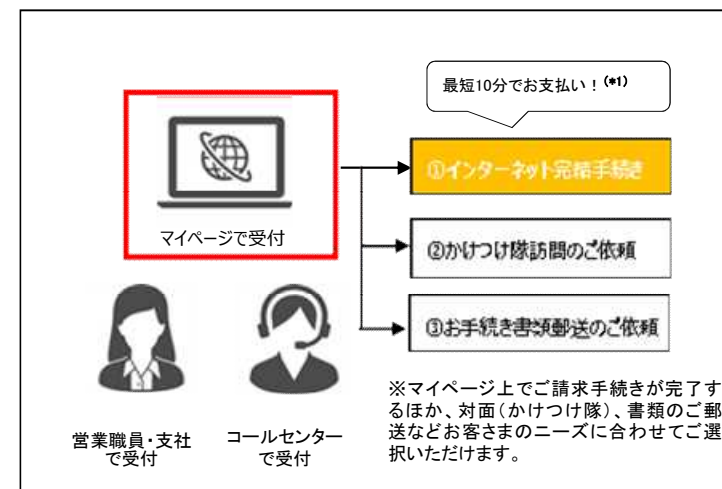 最短10分でお支払い！(*1)
①インターネット完結手続き
マイページで受付
②かけつけ隊訪問のご依頼
③お手続き書類郵送のご依頼
※マイページ上でご請求手続きが完了す
るほか、対面（かけつけ隊）、書類のご郵
送などお客さまのニーズに合わせてご選
択いただけます。
営業職員・支社
で受付
コールセンター
で受付